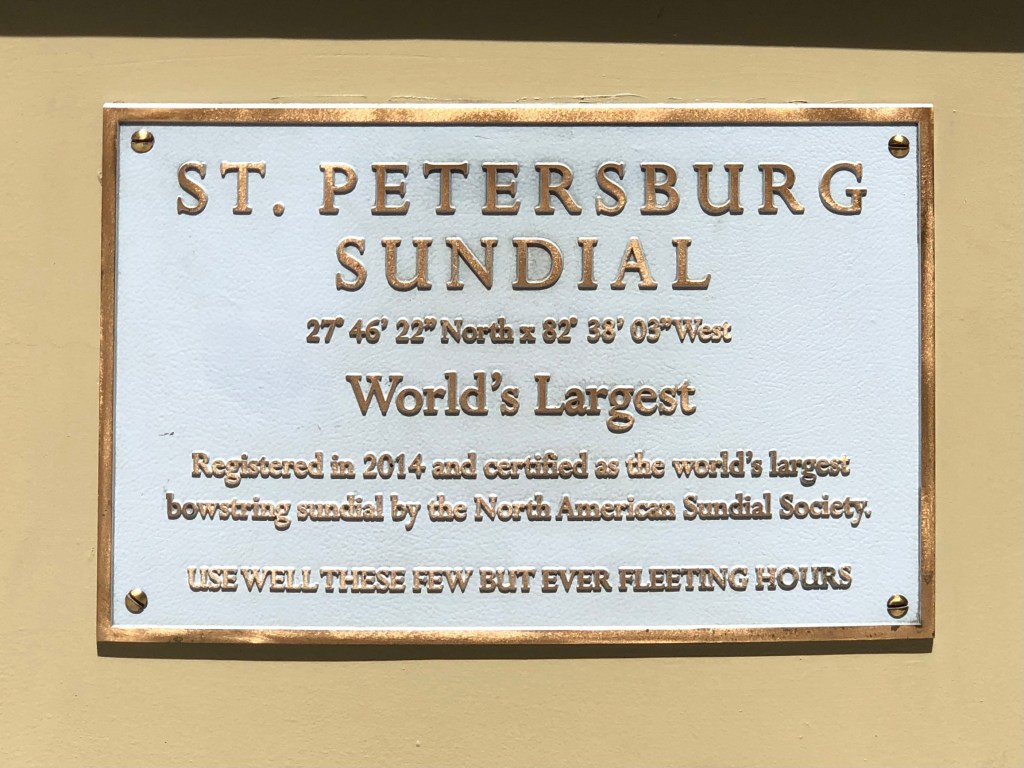 ST. PETERSBURG
SUNDIAL
27° 46' 22" North x 82° 38' 03" West
World's Largest
Registered in 2014 and certified as the world's largest
bowstring sundial by the North American Sundial Society.
USE WELL THESE FEW BUT EVER FLEETING HOURS